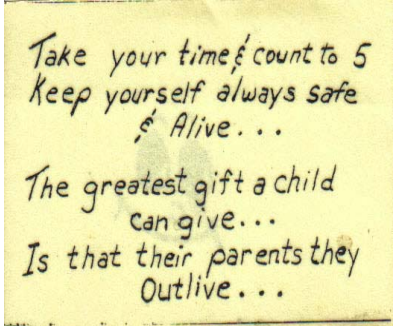 Take your time & count to 5
Keep yourself always safe
& Alive...
The greatest gift a child
can give...
Is that their parents they
Outlive...